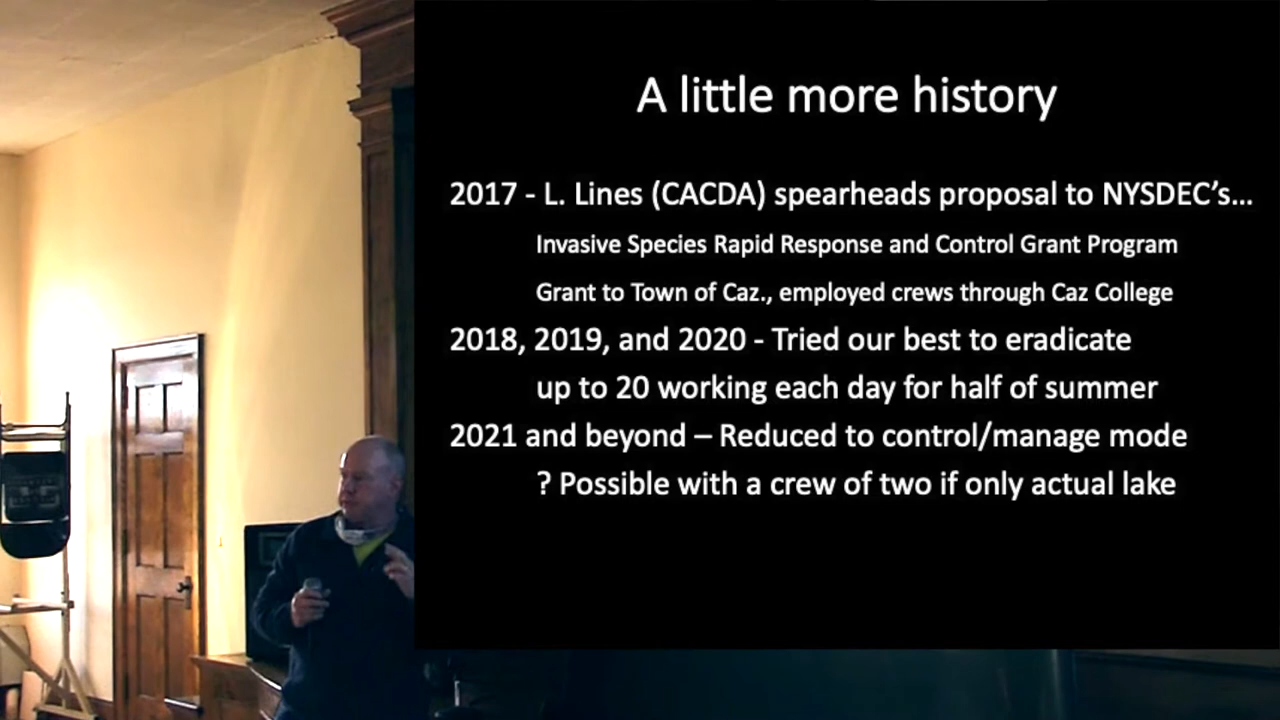 A little more history
2017 - L. Lines (CACDA) spearheads proposal to NYSDEC’s...
Invasive Species Rapid Response and Control Grant Program
Grant to Town of Caz., employed crews through Caz College
2018, 2019, and 2020 - Tried our best to eradicate
up to 20 working each day for half of summer
2021 and beyond – Reduced to control/manage mode
? Possible with a crew of two if only actual lake